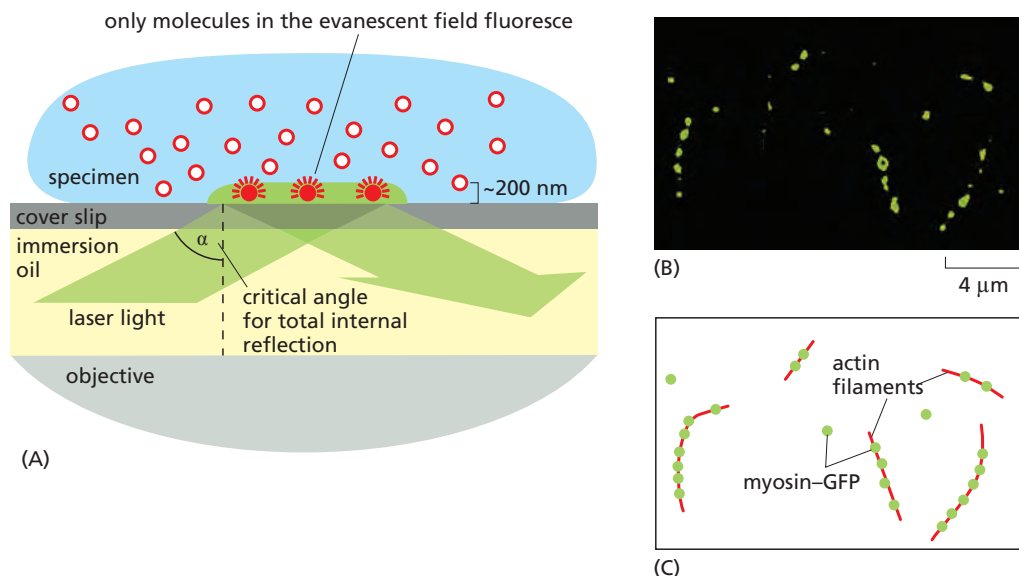 only molecules in the evanescent field fluoresce
specimen
~200 nm
cover slip
immersion
oil
α
laser light
critical angle
for total internal
reflection
objective
(A)
(B)
4 μm
actin
filaments
myosin–GFP
(C)